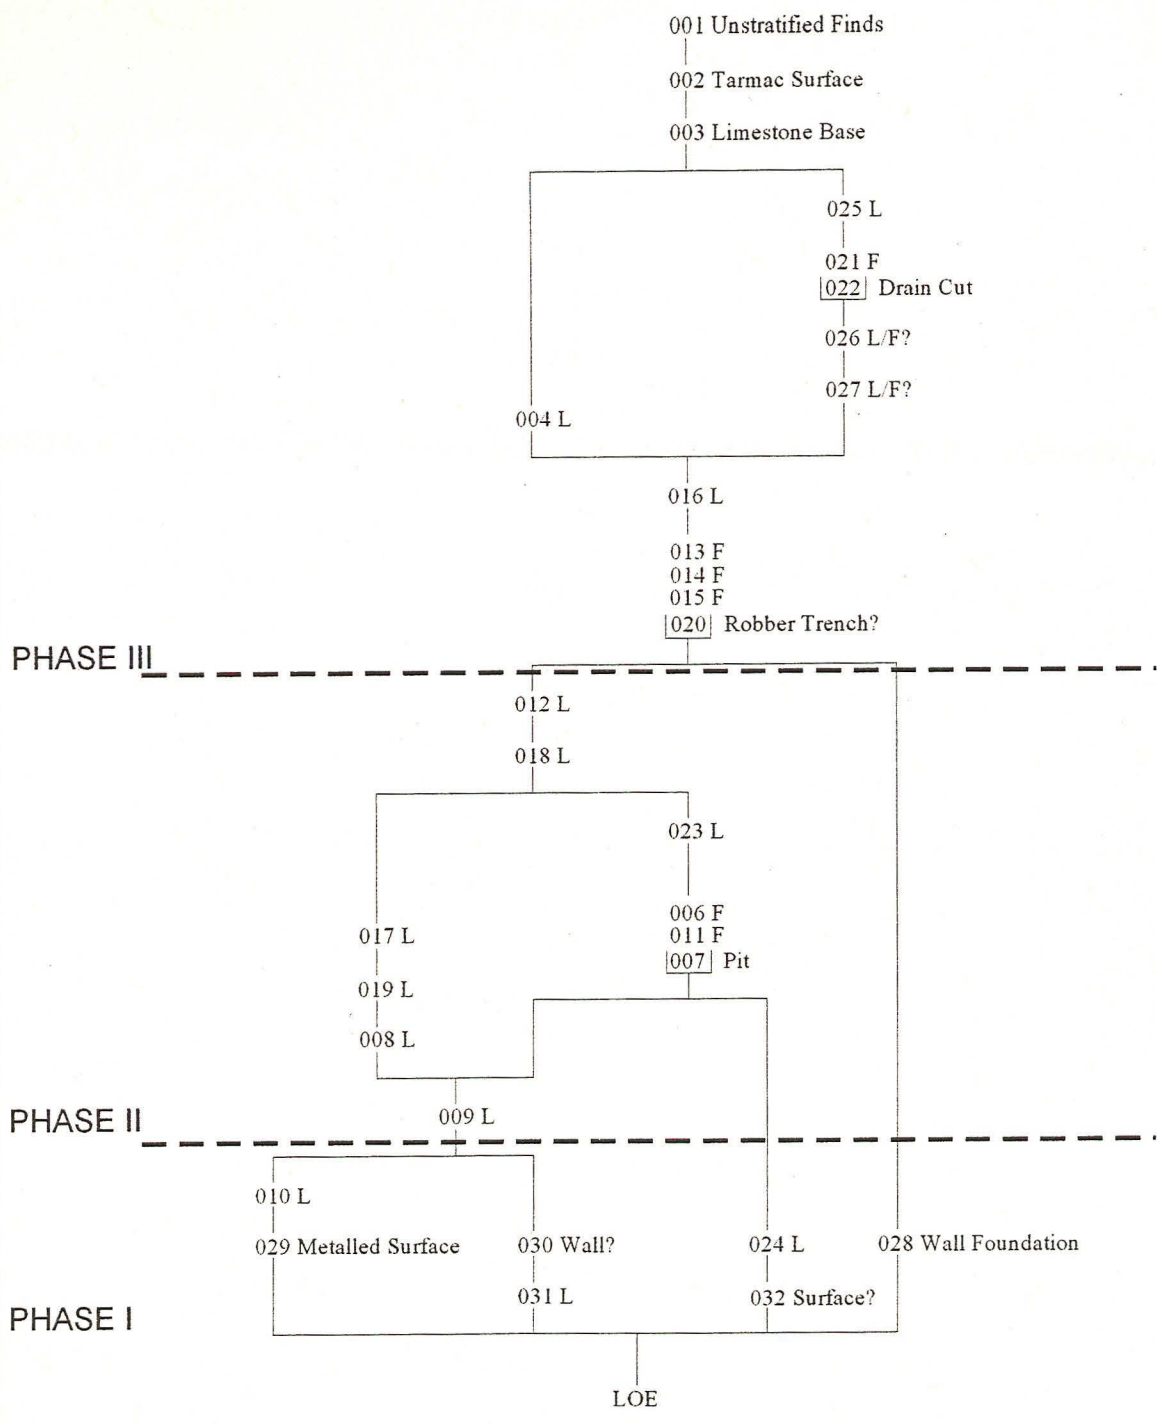 001 Unstratified Finds
002 Tarmac Surface
003 Limestone Base
025 L
021 F
022 Drain Cut
026 L/F?
027 L/F?
004 L
016 L
013 F
014 F
015 F
020 Robber Trench?
PHASE III
012 L
018 L
023 L
006 F
017 L
011 F
007 Pit
019 L
008 L
PHASE II
009 L
010 L
029 Metalled Surface
030 Wall?
024 L
028 Wall Foundation
031 L
032 Surface?
PHASE I
LOE